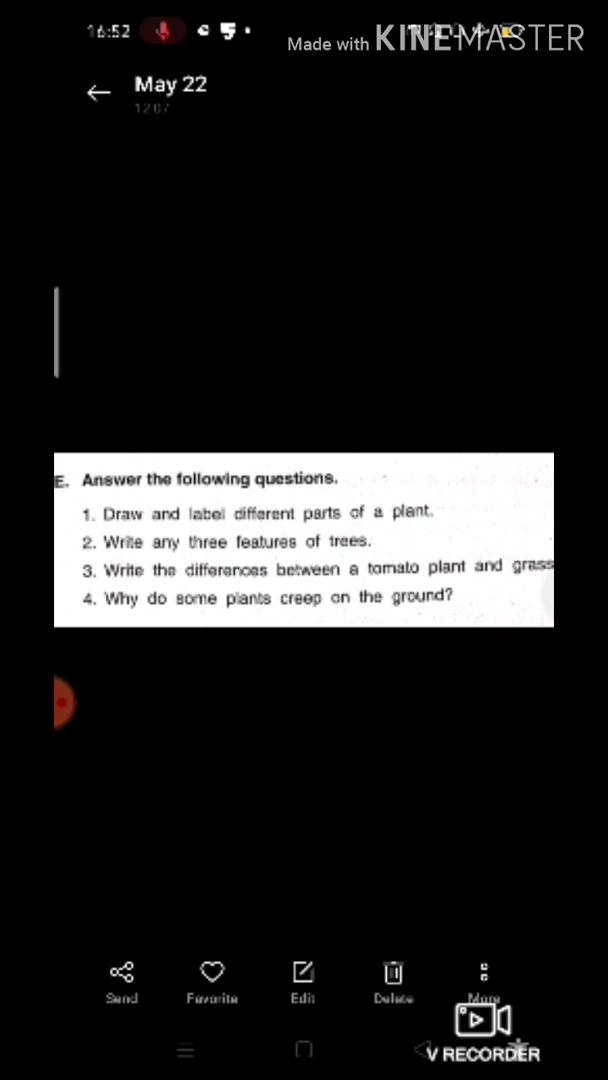 16:52
Made with KINEMASTER
May 22
12:07
E. Answer the following questions.
1. Draw and label different parts of a plant.
2. Write any three features of trees.
3. Write the differences between a tomato plant and grass
4. Why do some plants creep on the ground?
Send Favorite Edit Delete More
V RECORDER